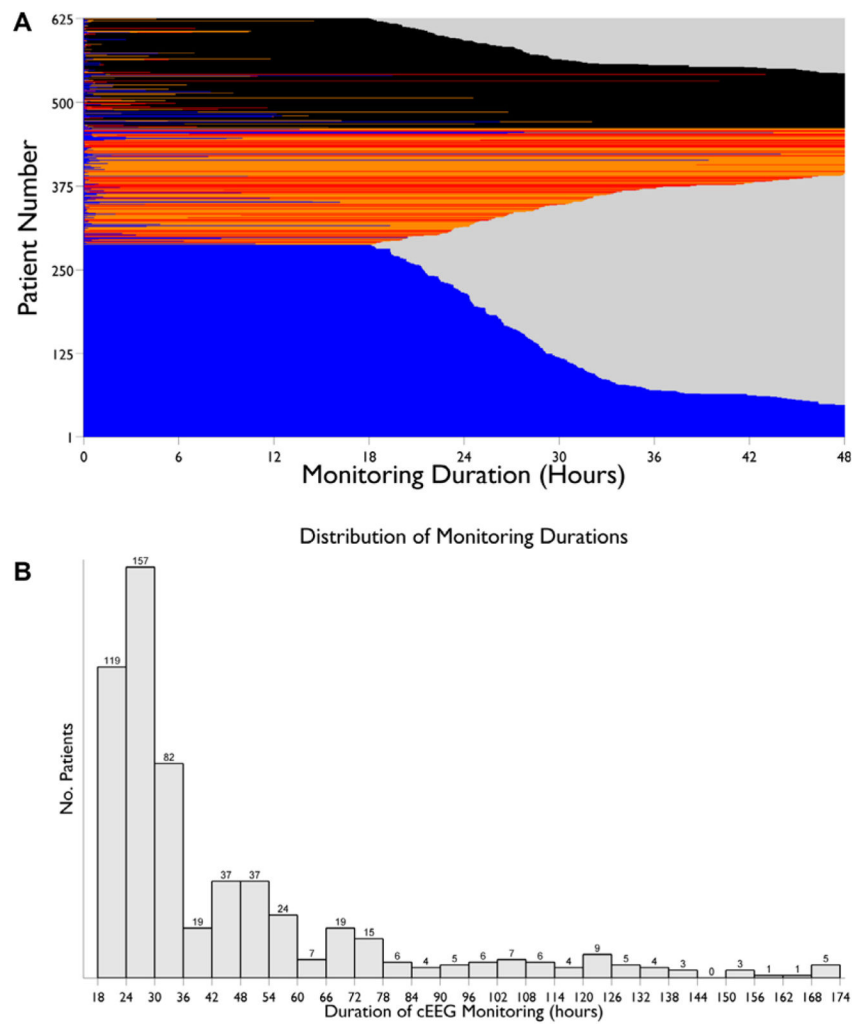 A
625
500
375
250
125
1
Patient Number
0 6 12 18 24 30 36 42 48
Monitoring Duration (Hours)
Distribution of Monitoring Durations
B
No. Patients
119 157 82 19 37 37 24 7 19 15 6 4 5 6 7 6 4 9 5 4 3 0 3 1 1 5
18 24 30 36 42 48 54 60 66 72 78 84 90 96 102 108 114 120 126 132 138 144 150 156 162 168 174
Duration of cEEG Monitoring (hours)